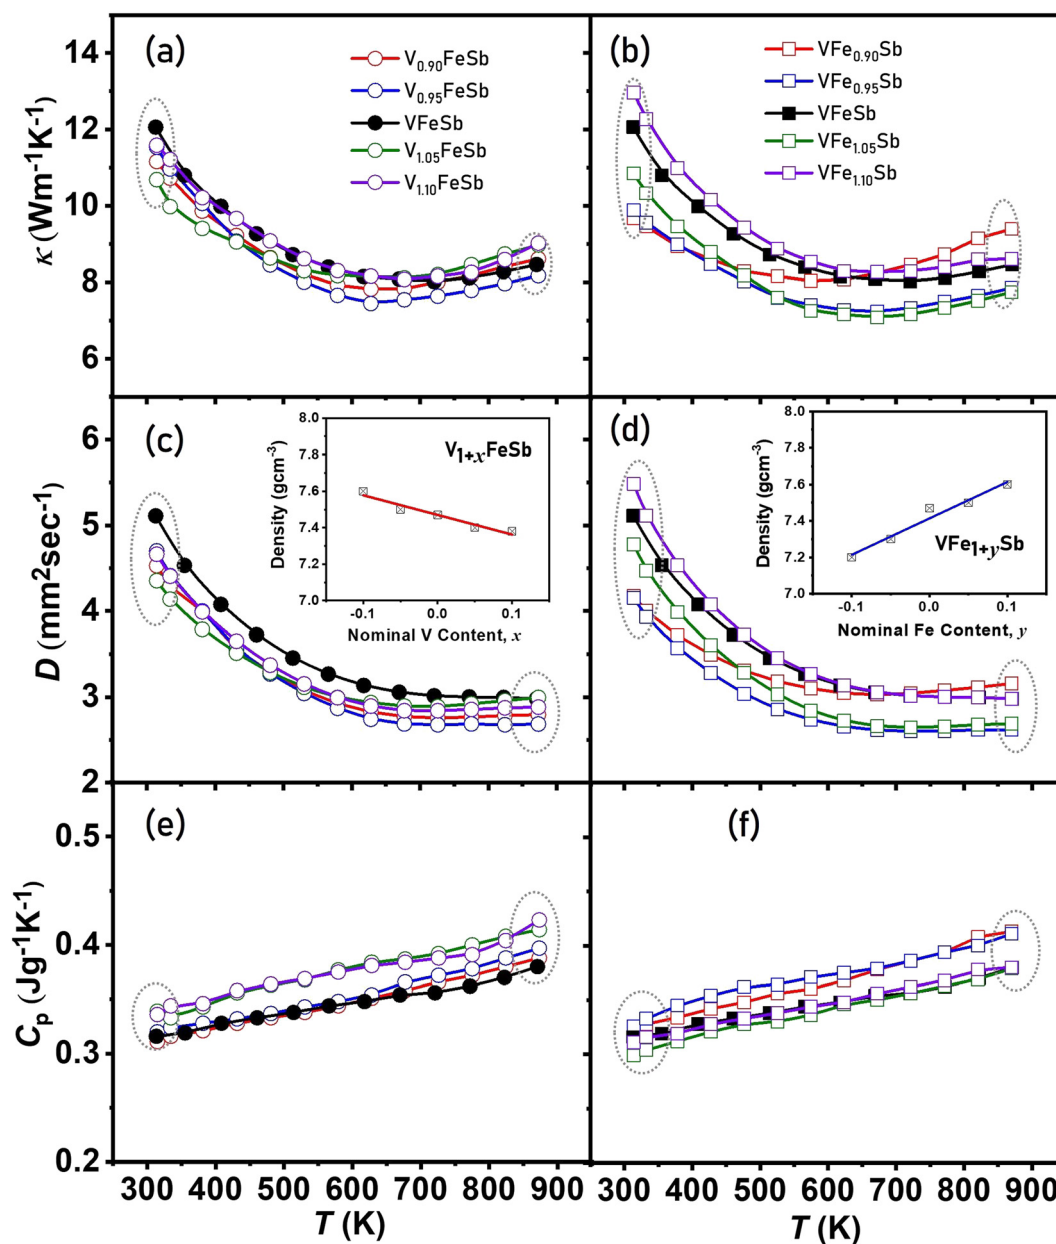 (a)
V0.90FeSb
V0.95FeSb
VFeSb
V1.05FeSb
V1.10FeSb
14
12
10
8
6
κ (Wm-1K-1)
(b)
VFe0.90Sb
VFe0.95Sb
VFeSb
VFe1.05Sb
VFe1.10Sb
(c)
6
5
4
3
2
D (mm2sec-1)
8.0
7.8
7.6
7.4
7.2
7.0
Density (gcm-3)
V1+xFeSb
-0.1 0.0 0.1
Nominal V Content, x
(d)
8.0
7.8
7.6
7.4
7.2
7.0
Density (gcm-3)
VFe1+ySb
-0.1 0.0 0.1
Nominal Fe Content, y
(e)
0.5
0.4
0.3
0.2
Cp (Jg-1K-1)
(f)
300 400 500 600 700 800 900
T (K)
300 400 500 600 700 800 900
T (K)